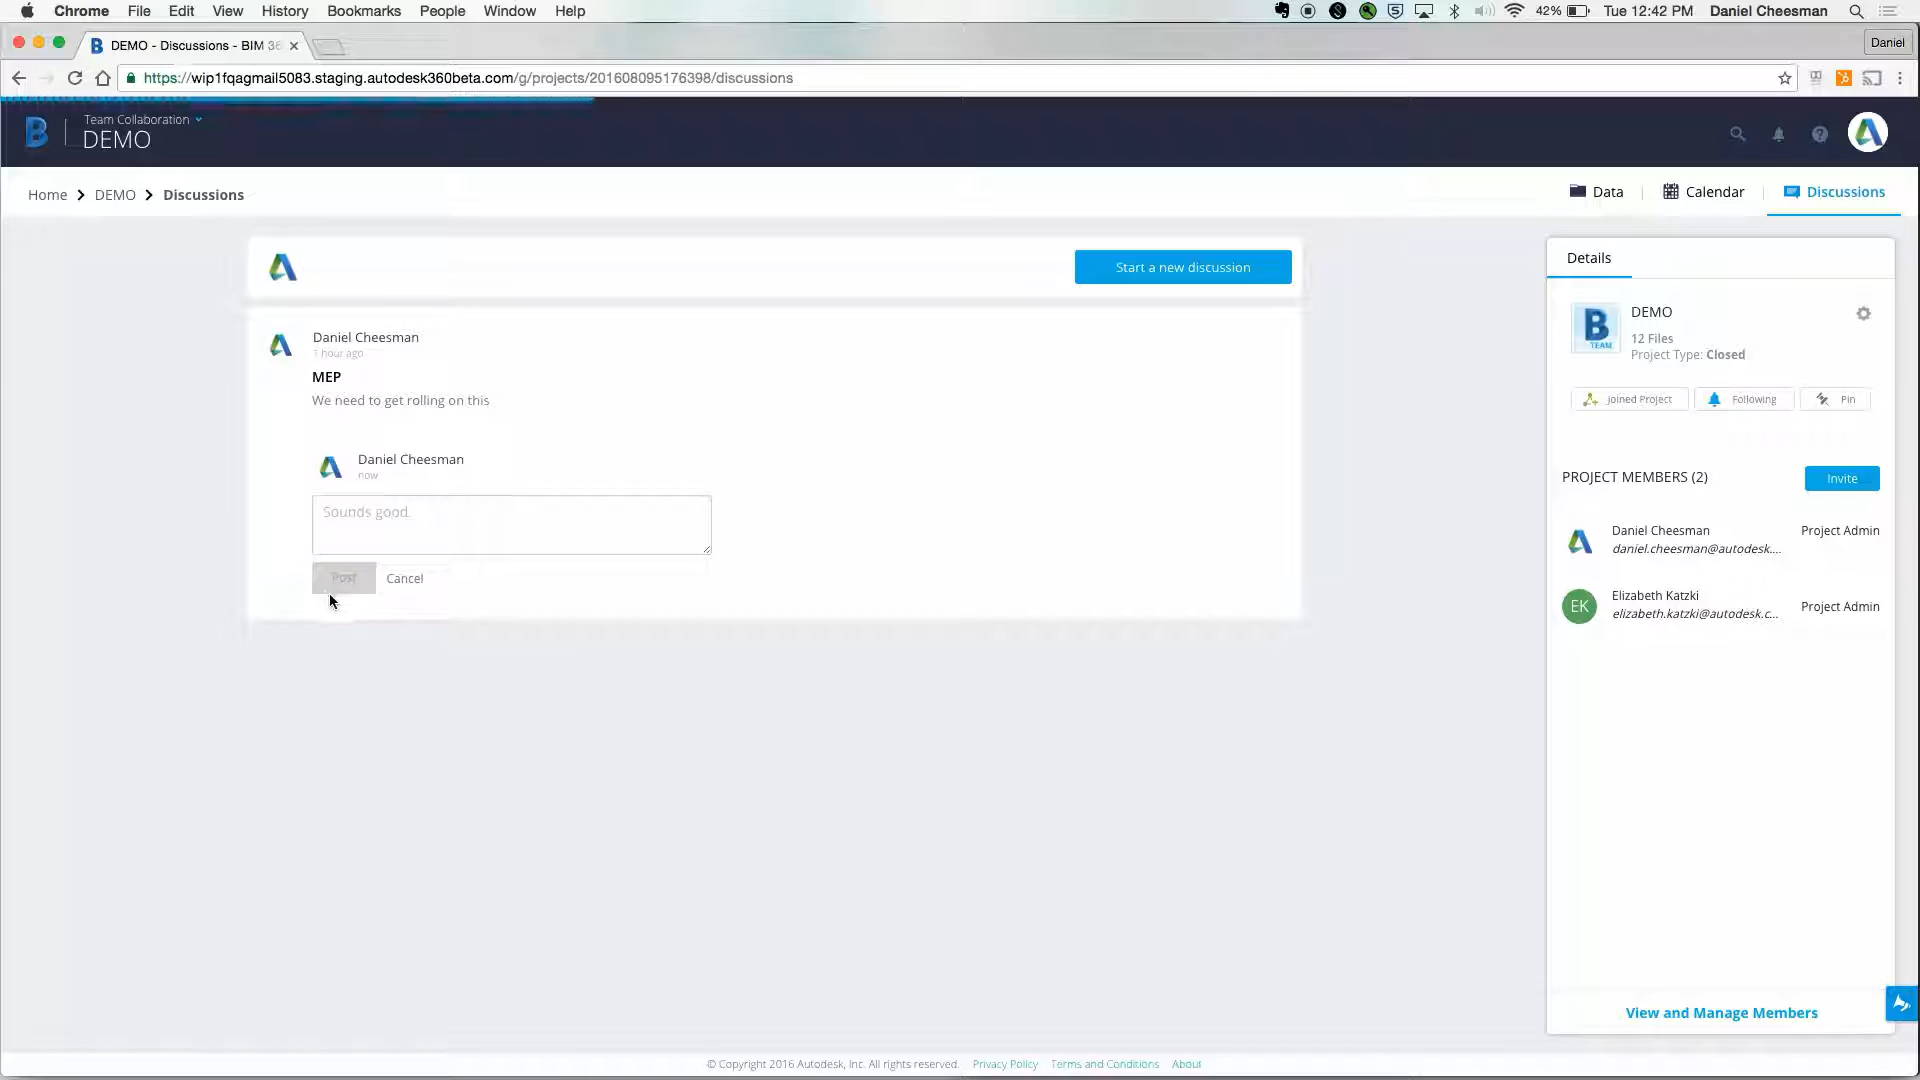 Chrome File Edit View History Bookmarks People Window Help
42% Tue 12:42 PM Daniel Cheesman
DEMO - Discussions - BIM 36
Daniel
https://wip1fqagmail5083.staging.autodesk360beta.com/g/projects/201608095176398/discussions
Team Collaboration
DEMO
Home DEMO Discussions
Data Calendar Discussions
Start a new discussion
Daniel Cheesman
1 hour ago
MEP
We need to get rolling on this
Daniel Cheesman
now
Sounds good.
Post Cancel
Details
DEMO
12 Files
Project Type: Closed
B TEAM
Joined Project Following Pin
PROJECT MEMBERS (2) Invite
Daniel Cheesman Project Admin
daniel.cheesman@autodesk....
EK
Elizabeth Katzki Project Admin
elizabeth.katzki@autodesk.c...
View and Manage Members
© Copyright 2016 Autodesk, Inc. All rights reserved. Privacy Policy Terms and Conditions About